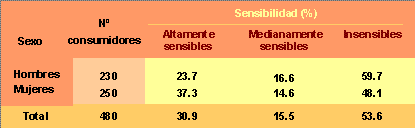 Sexo Nº consumidores Sensibilidad (%)
Altamente sensibles Medianamente sensibles Insensibles
Hombres 230 23.7 16.6 59.7
Mujeres 250 37.3 14.6 48.1
Total 480 30.9 15.5 53.6